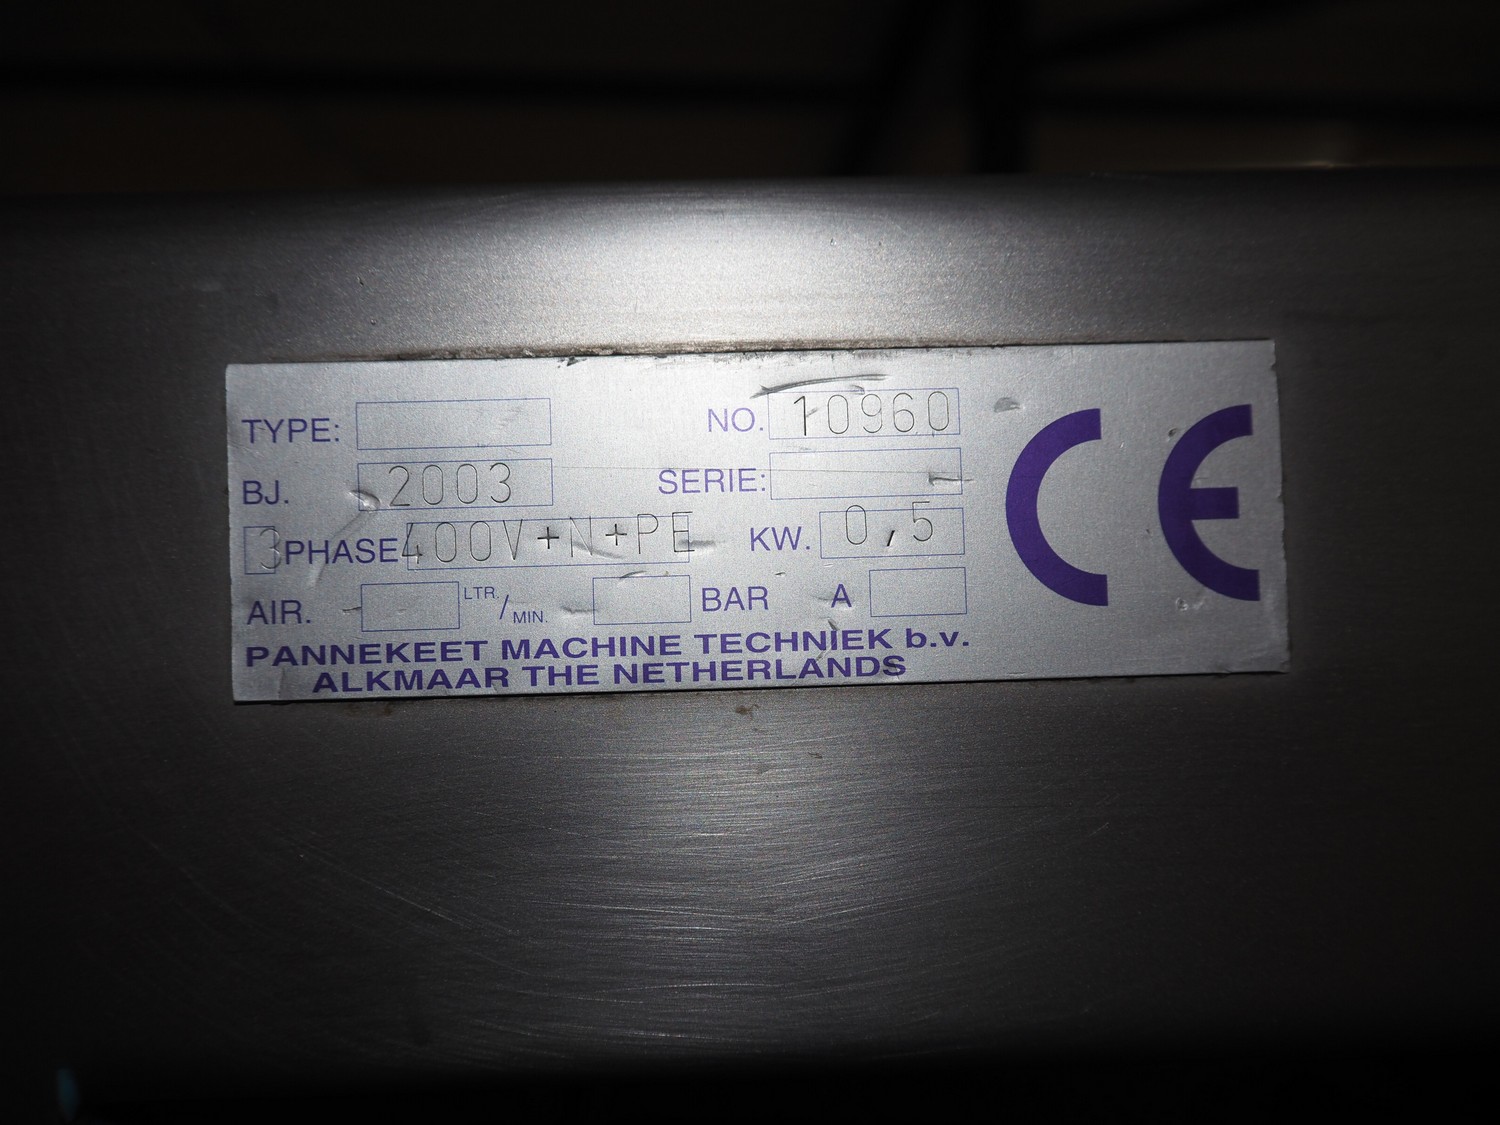 TYPE: NO. 10960
BJ. 2003 SERIE:
3 PHASE 400V+N+PE KW. 0,5
AIR. LTR./MIN. BAR A
PANNEKEET MACHINE TECHNIEK b.v.
ALKMAAR THE NETHERLANDS
CE